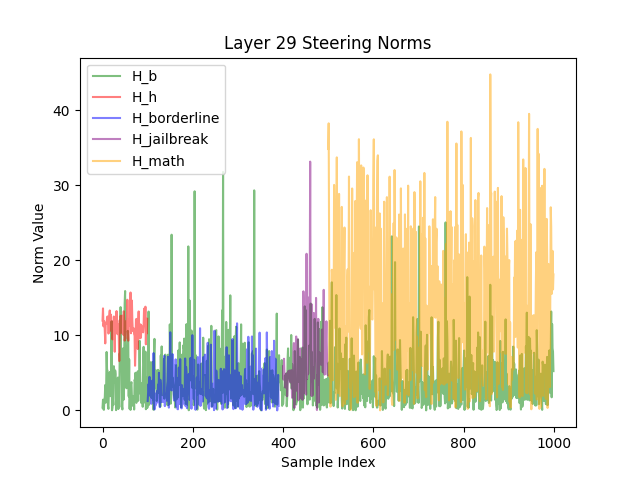 Layer 29 Steering Norms
H_b
H_h
H_borderline
H_jailbreak
H_math
Norm Value
40
30
20
10
0
0
200
400
600
800
1000
Sample Index